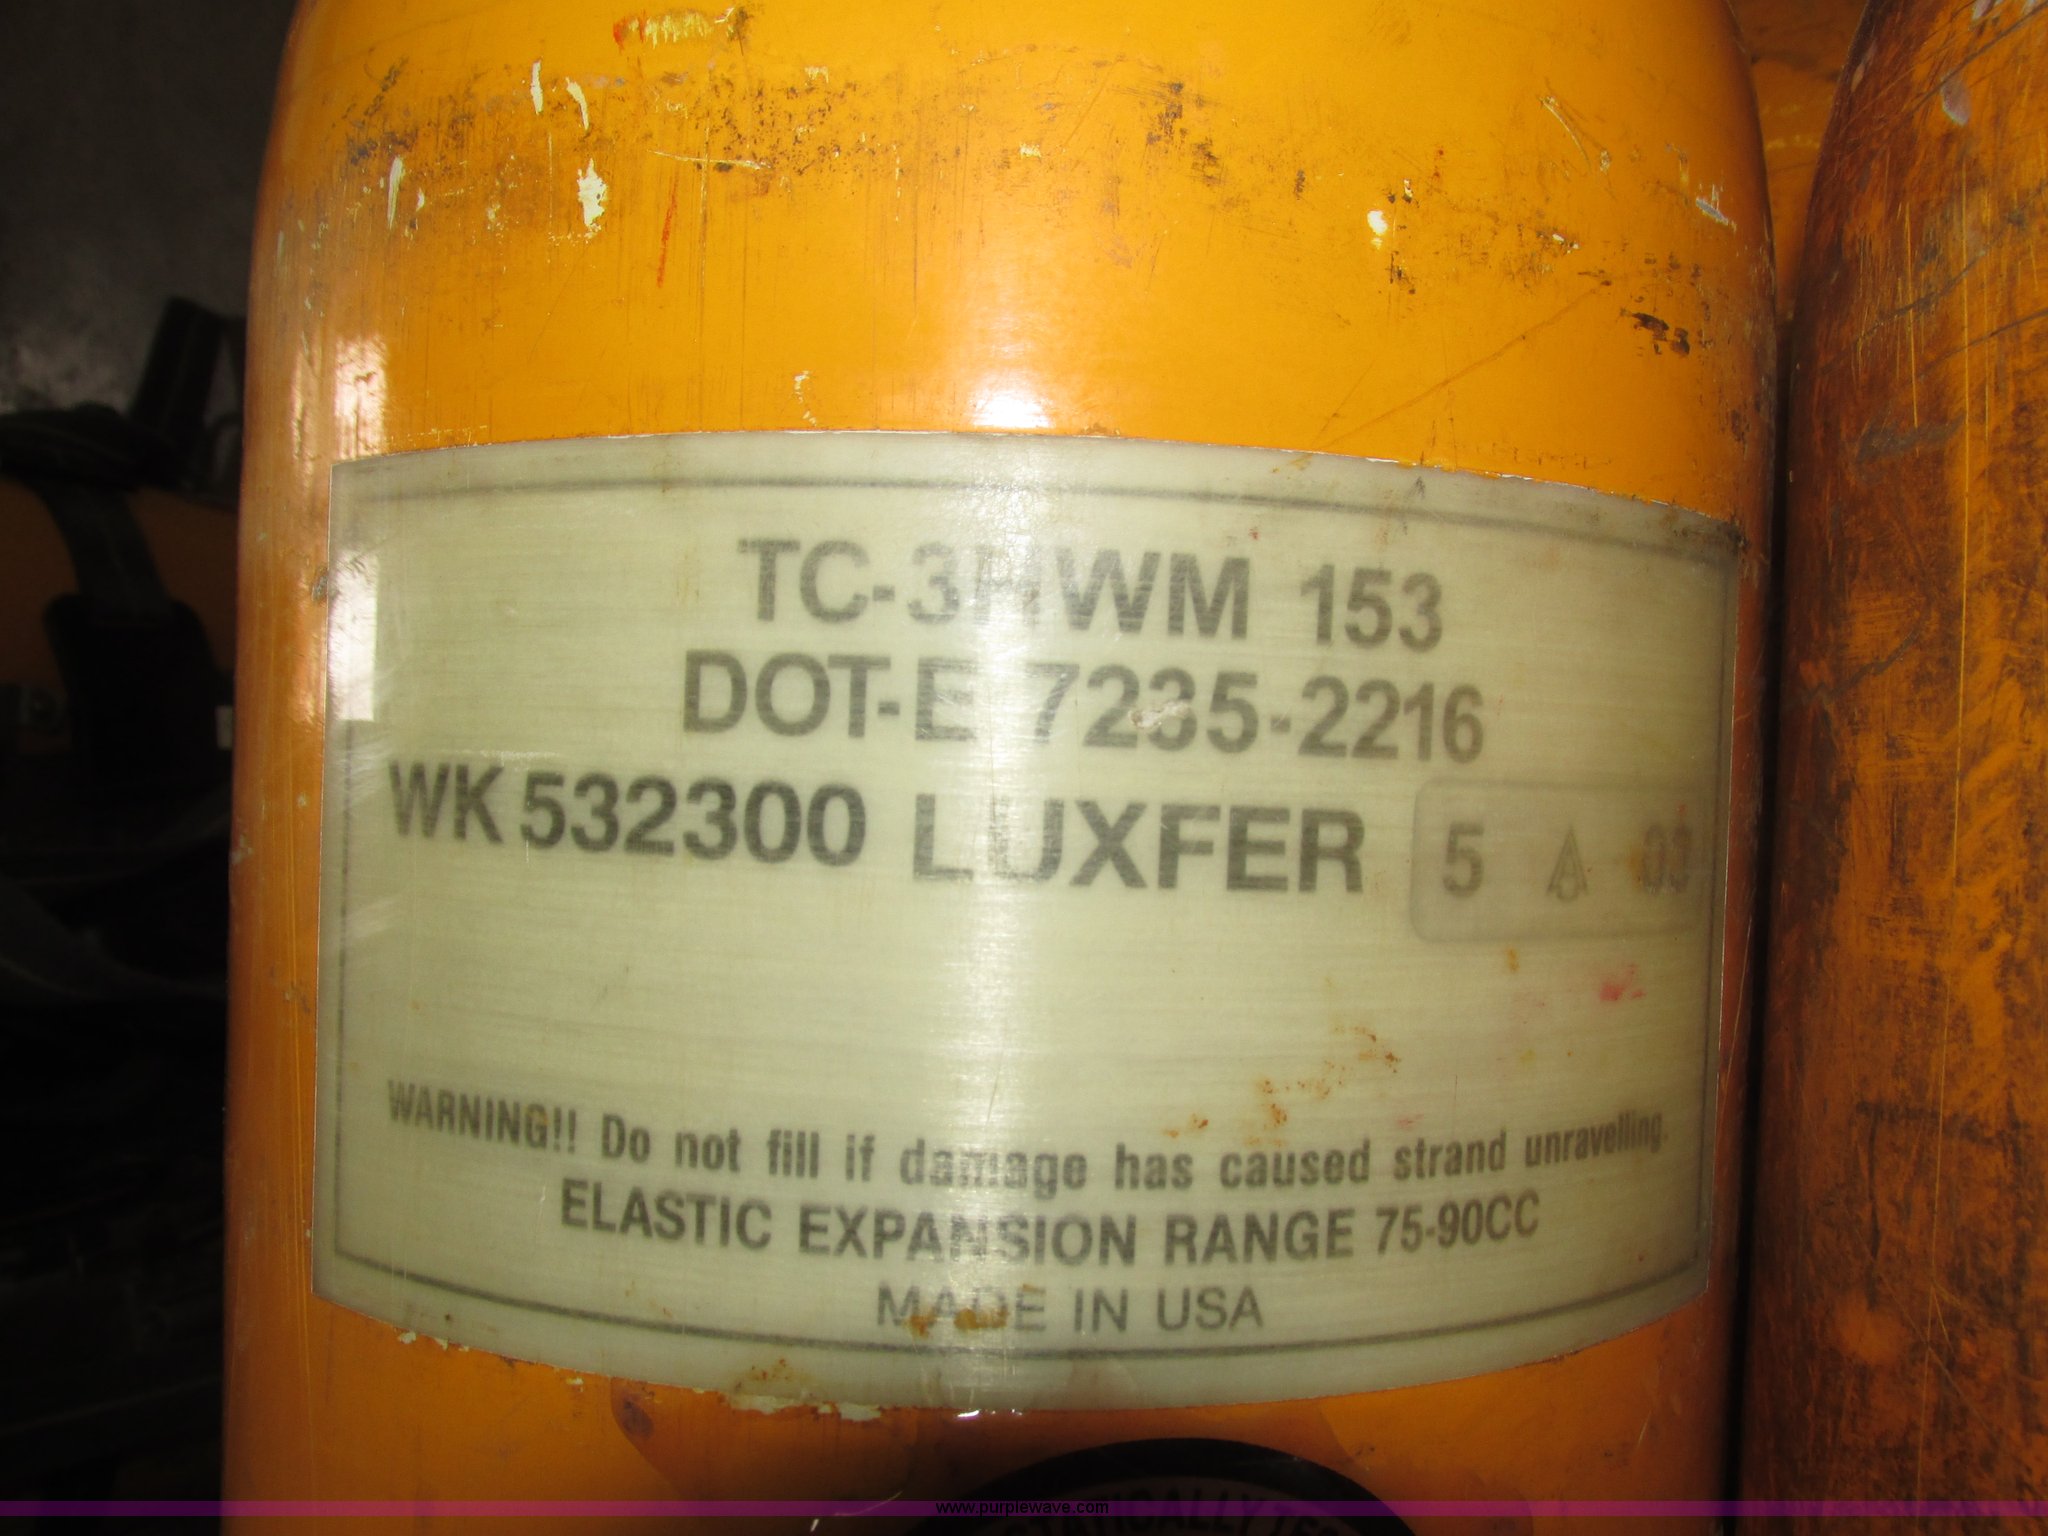 TC-3HWM 153
DOT-E 7235-2216
WK 532300 LUXFER 5 A 03
WARNING!! Do not fill if damage has caused strand unravelling.
ELASTIC EXPANSION RANGE 75-90CC
MADE IN USA
www.purplewave.com